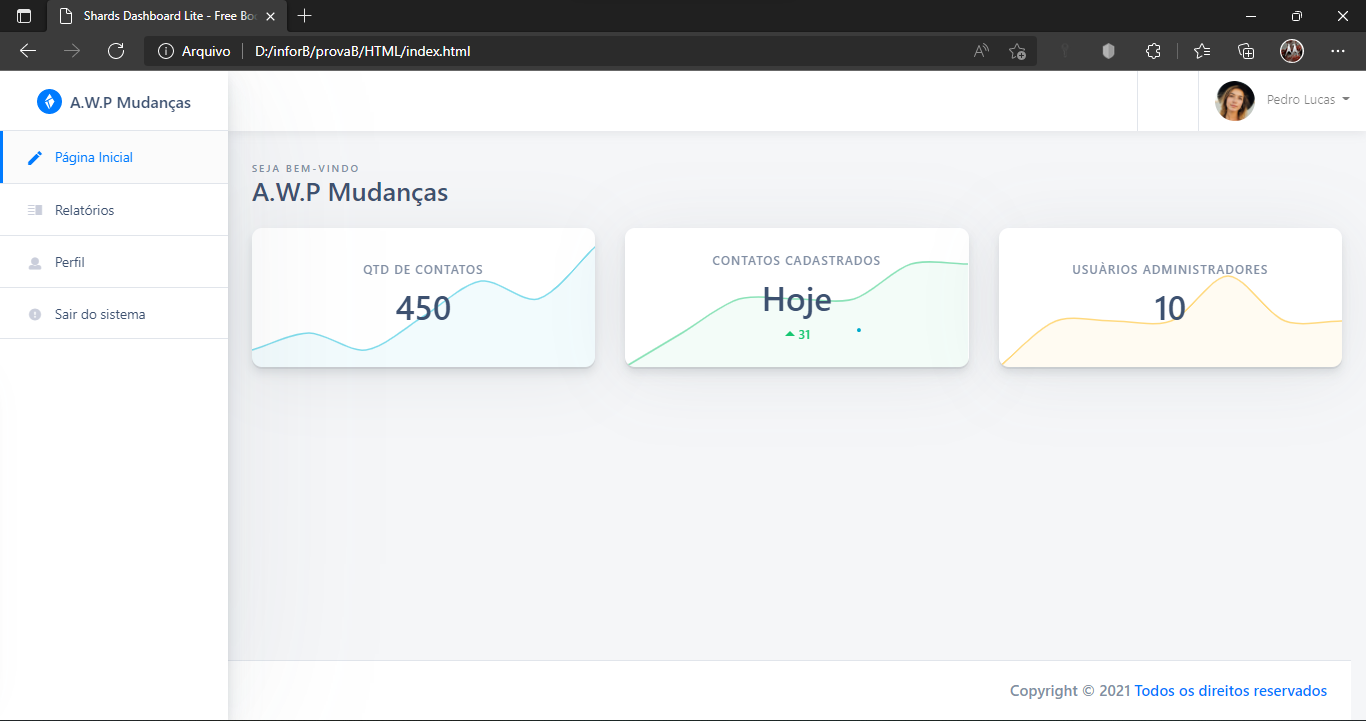 Shards Dashboard Lite - Free Boo
Arquivo D:/inforB/provaB/HTML/index.html
A.W.P Mudanças
Pedro Lucas
Página Inicial
Relatórios
Perfil
Sair do sistema
SEJA BEM-VINDO
A.W.P Mudanças
QTD DE CONTATOS
450
CONTATOS CADASTRADOS
Hoje
31
USUÀRIOS ADMINISTRADORES
10
Copyright © 2021 Todos os direitos reservados